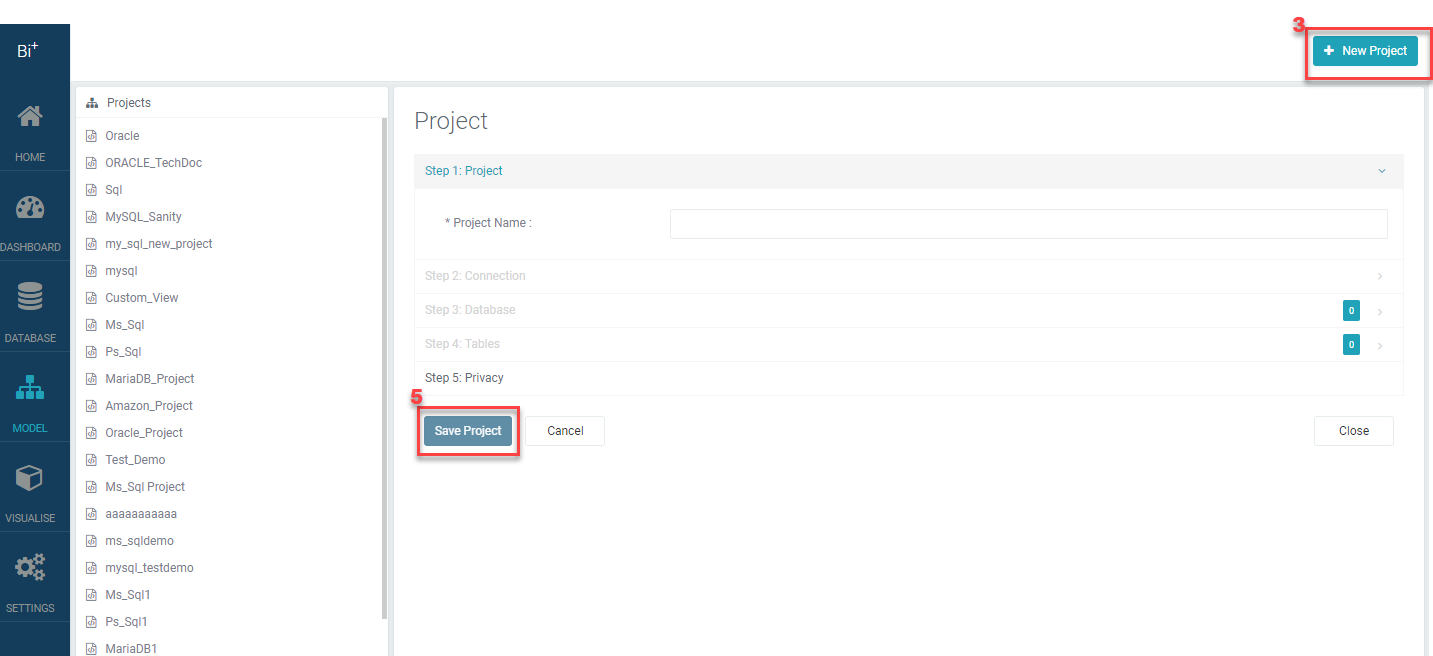 3
+ New Project
Bi+
HOME
DASHBOARD
DATABASE
MODEL
VISUALISE
SETTINGS
Projects
Oracle
ORACLE_TechDoc
Sql
MySQL_Sanity
my_sql_new_project
mysql
Custom_View
Ms_Sql
Ps_Sql
MariaDB_Project
Amazon_Project
Oracle_Project
Test_Demo
Ms_Sql Project
aaaaaaaaaaa
ms_sqldemo
mysql_testdemo
Ms_Sql1
Ps_Sql1
MariaDB1
Project
Step 1: Project
* Project Name :
Step 2: Connection
Step 3: Database 0
Step 4: Tables 0
Step 5: Privacy
5
Save Project Cancel Close